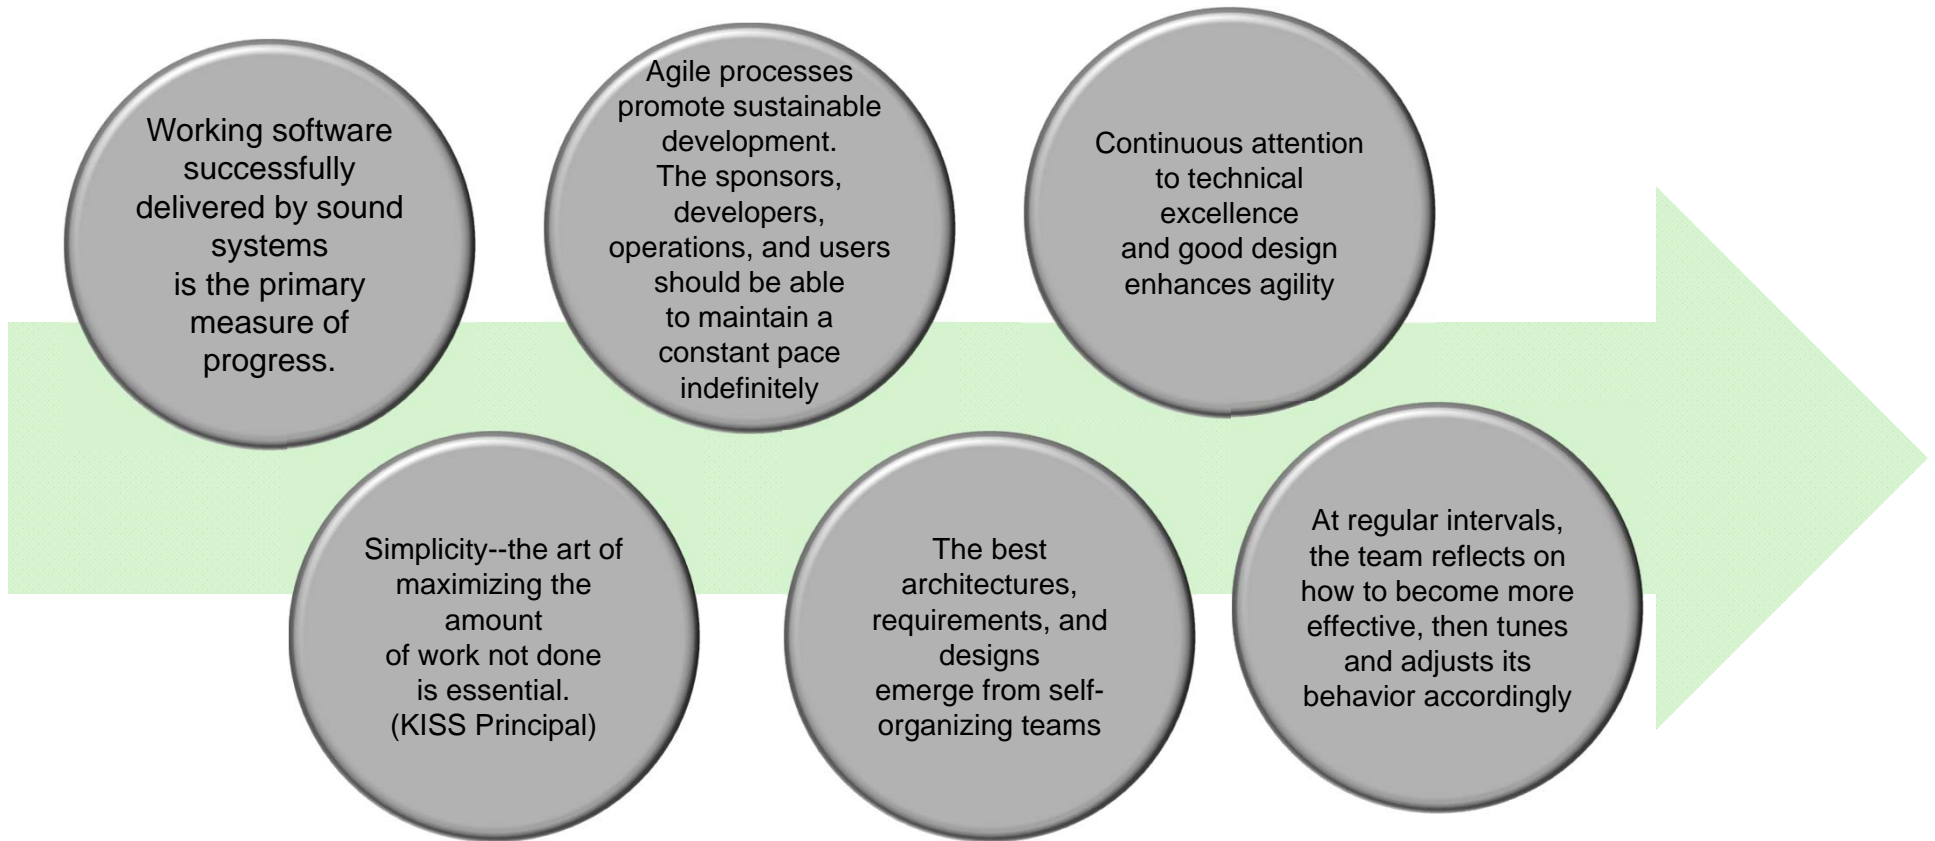 Working software
successfully
delivered by sound
systems
is the primary
measure of
progress.
Agile processes
promote sustainable
development.
The sponsors,
developers,
operations, and users
should be able
to maintain a
constant pace
indefinitely
Continuous attention
to technical
excellence
and good design
enhances agility
Simplicity--the art of
maximizing the
amount
of work not done
is essential.
(KISS Principal)
The best
architectures,
requirements, and
designs
emerge from self-
organizing teams
At regular intervals,
the team reflects on
how to become more
effective, then tunes
and adjusts its
behavior accordingly